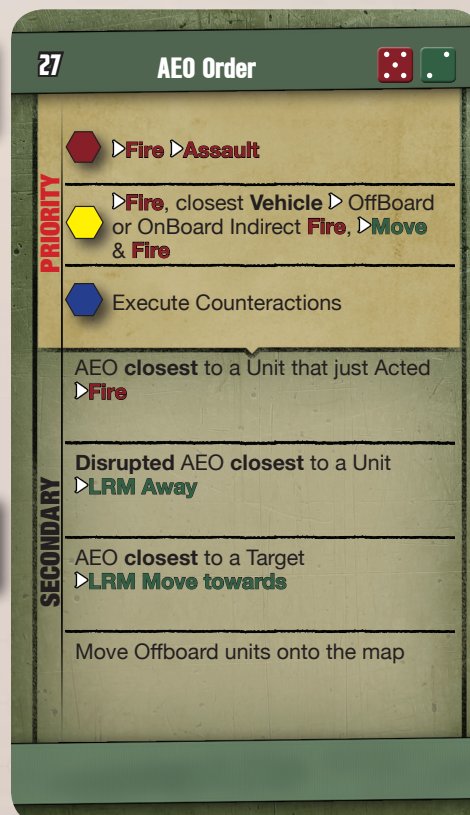 27 AEO Order
PRIORITY
Fire Assault
Fire, closest Vehicle OffBoard
or OnBoard Indirect Fire, Move
& Fire
Execute Counteractions
SECONDARY
AEO closest to a Unit that just Acted
Fire
Disrupted AEO closest to a Unit
LRM Away
AEO closest to a Target
LRM Move towards
Move Offboard units onto the map